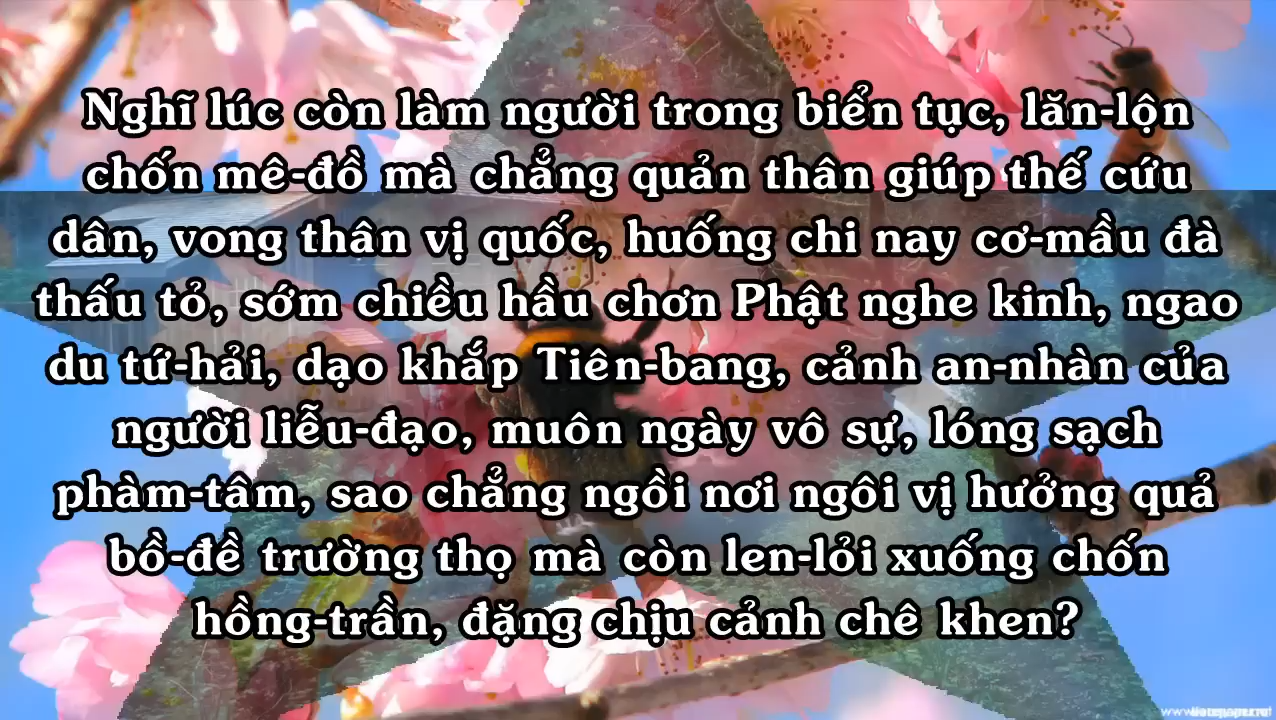 Nghĩ lúc còn làm người trong biển tục, lăn-lộn
chốn mê-đồ mà chẳng quản thân giúp thế cứu
dân, vong thân vị quốc, huống chi nay cơ-mầu đà
thấu tỏ, sớm chiều hầu chơn Phật nghe kinh, ngao
du tứ-hải, dạo khắp Tiên-bang, cảnh an-nhàn của
người liễu-đạo, muôn ngày vô sự, lóng sạch
phàm-tâm, sao chẳng ngồi nơi ngôi vị hưởng quả
bồ-đề trường thọ mà còn len-lỏi xuống chốn
hồng-trần, đặng chịu cảnh chê khen?